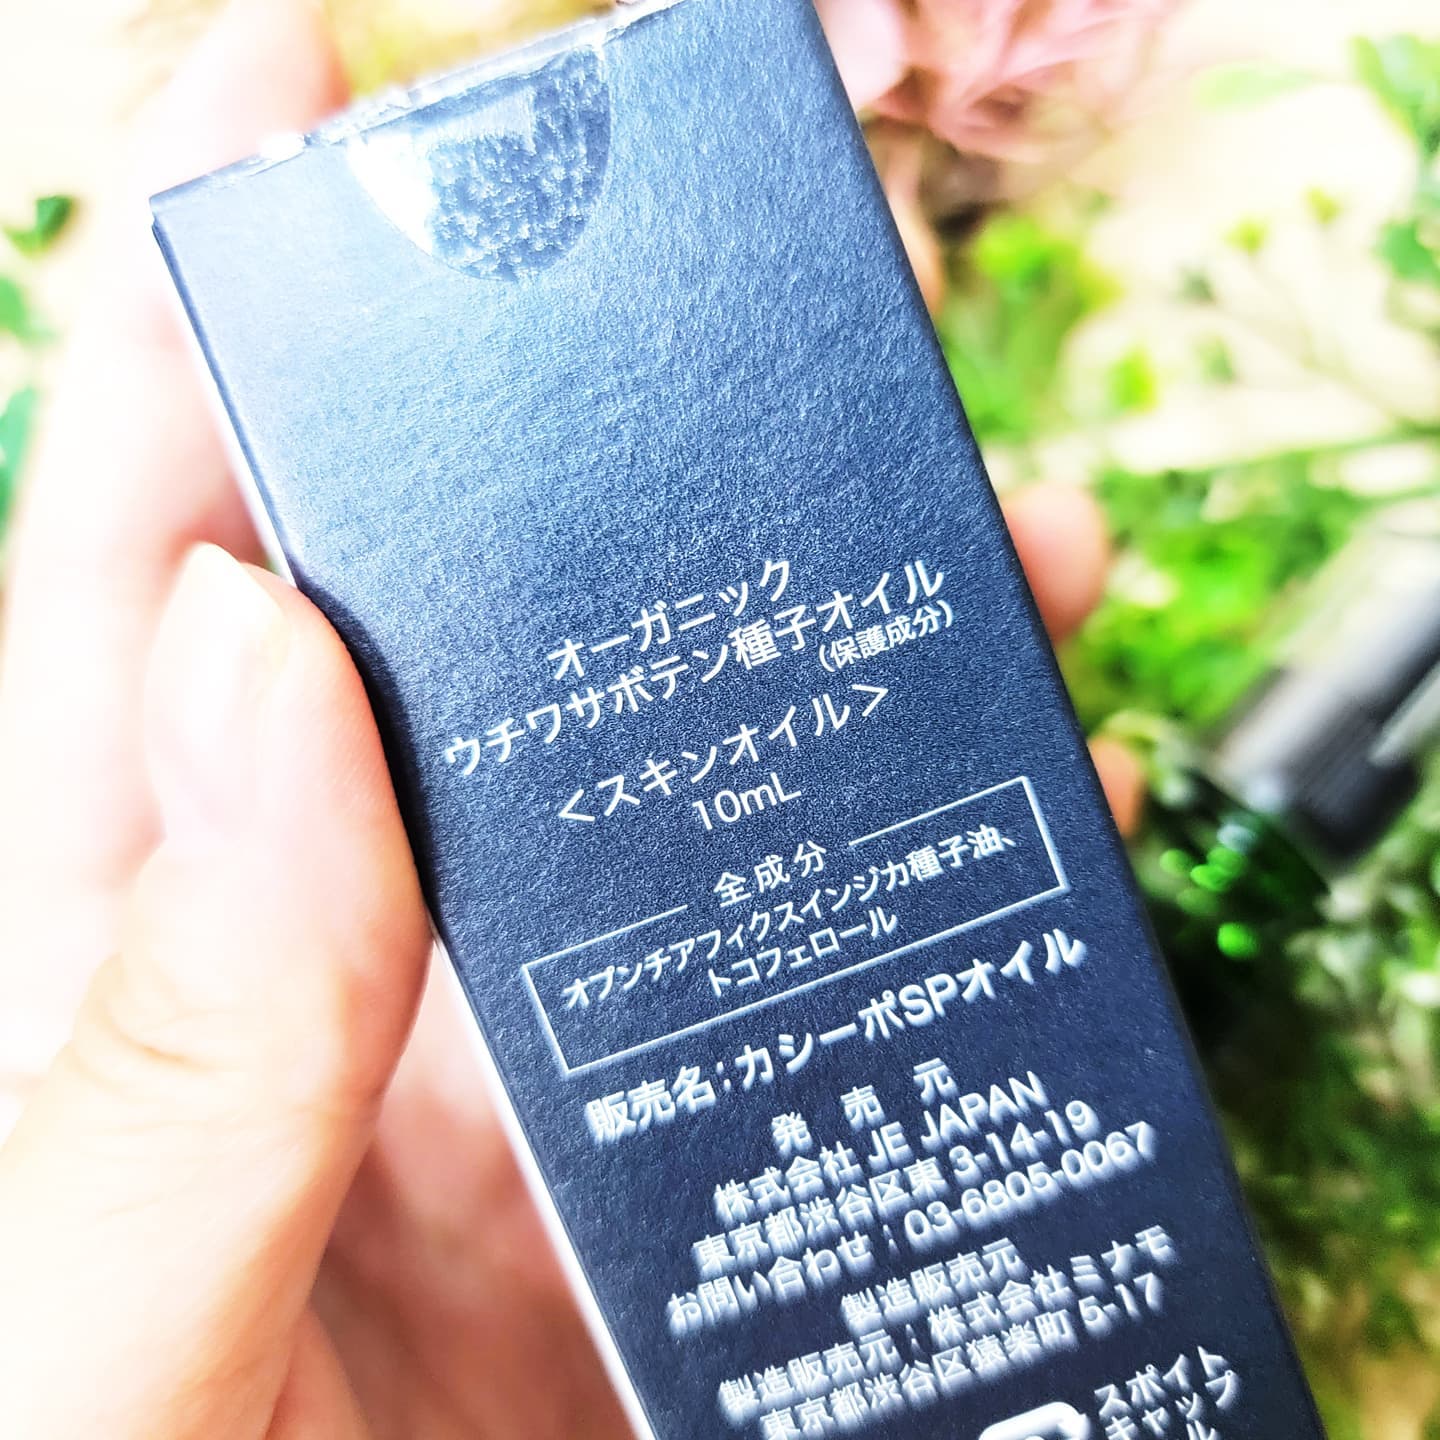 オーガニック
ウチワサボテン種子オイル
(保護成分)
<スキンオイル>
10mL
全成分
オプンチアフィクスインジカ種子油、
トコフェロール
販売名:カシーポSPオイル
発売元
株式会社 JE JAPAN
東京都渋谷区東 3-14-19
お問い合わせ:03-6805-0067
製造販売元
製造販売元:株式会社ミナモ
東京都渋谷区猿楽町 5-17
スポイト
キャップ
ル